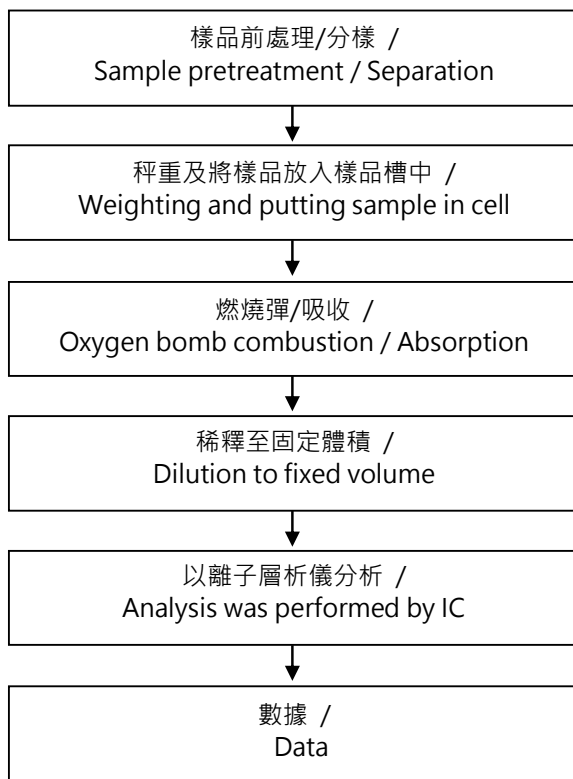 樣品前處理/分樣 /
Sample pretreatment / Separation
秤重及將樣品放入樣品槽中 /
Weighting and putting sample in cell
燃燒彈/吸收 /
Oxygen bomb combustion / Absorption
稀釋至固定體積 /
Dilution to fixed volume
以離子層析儀分析 /
Analysis was performed by IC
數據 /
Data